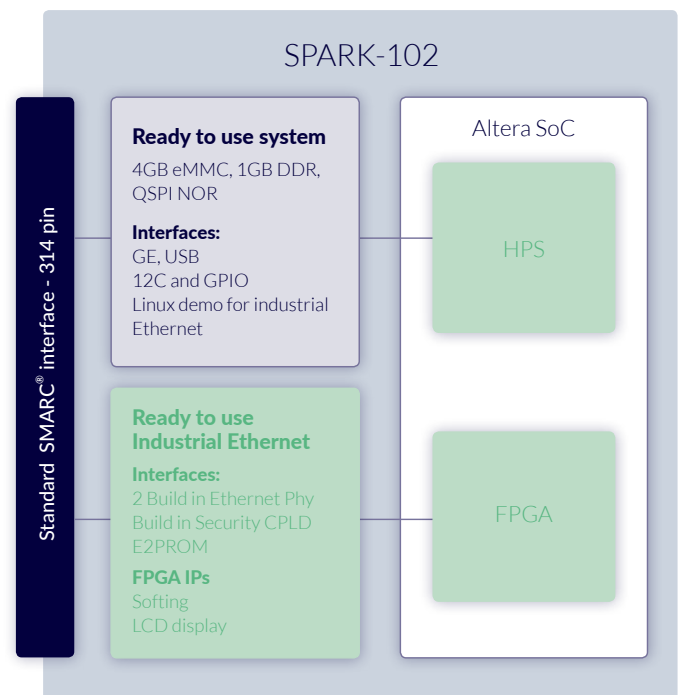 SPARK-102
Standard SMARC® interface - 314 pin
Ready to use system
4GB eMMC, 1GB DDR,
QSPI NOR
Interfaces:
GE, USB
12C and GPIO
Linux demo for industrial
Ethernet
Ready to use
Industrial Ethernet
Interfaces:
2 Build in Ethernet Phy
Build in Security CPLD
E2PROM
FPGA IPs
Softing
LCD display
Altera SoC
HPS
FPGA